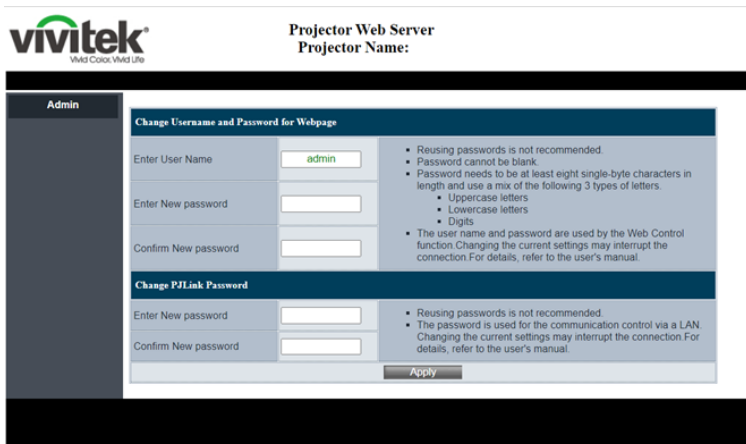 vivitek
Vivid Color, Vivid Life
Projector Web Server
Projector Name:
Admin
Change Username and Password for Webpage
Enter User Name
admin
Enter New password
Confirm New password
▪ Reusing passwords is not recommended.
▪ Password cannot be blank.
▪ Password needs to be at least eight single-byte characters in
length and use a mix of the following 3 types of letters.
▪ Uppercase letters
▪ Lowercase letters
▪ Digits
▪ The user name and password are used by the Web Control
function.Changing the current settings may interrupt the
connection.For details, refer to the user's manual.
Change PJLink Password
Enter New password
Confirm New password
▪ Reusing passwords is not recommended.
▪ The password is used for the communication control via a LAN.
Changing the current settings may interrupt the connection.For
details, refer to the user's manual.
Apply